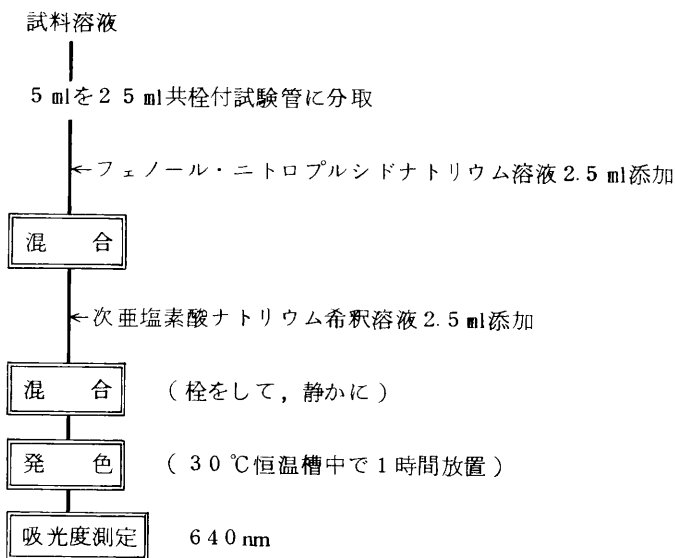 試料溶液
5mlを25ml共栓付試験管に分取
←フェノール・ニトロプルシドナトリウム溶液2.5ml添加
混 合
←次亜塩素酸ナトリウム希釈溶液2.5ml添加
混 合 (栓をして,静かに)
発 色 (30℃恒温槽中で1時間放置)
吸光度測定 640nm